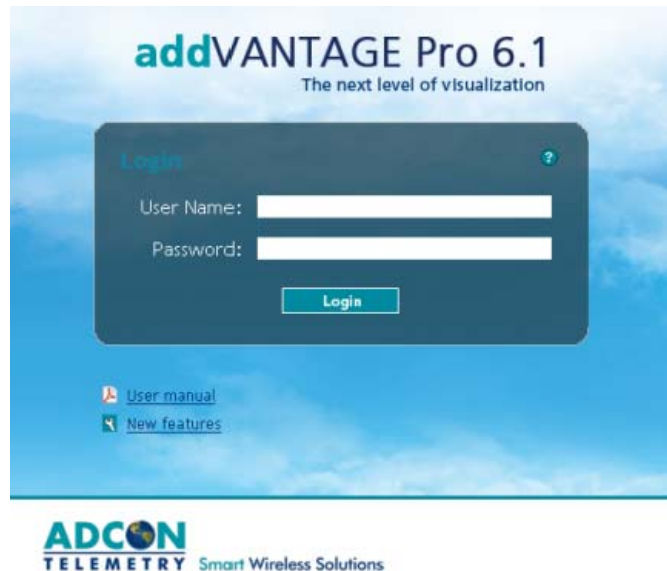 addVANTAGE Pro 6.1
The next level of visualization
Login
?
User Name:
Password:
Login
User manual
New features
ADCON
TELEMETRY Smart Wireless Solutions